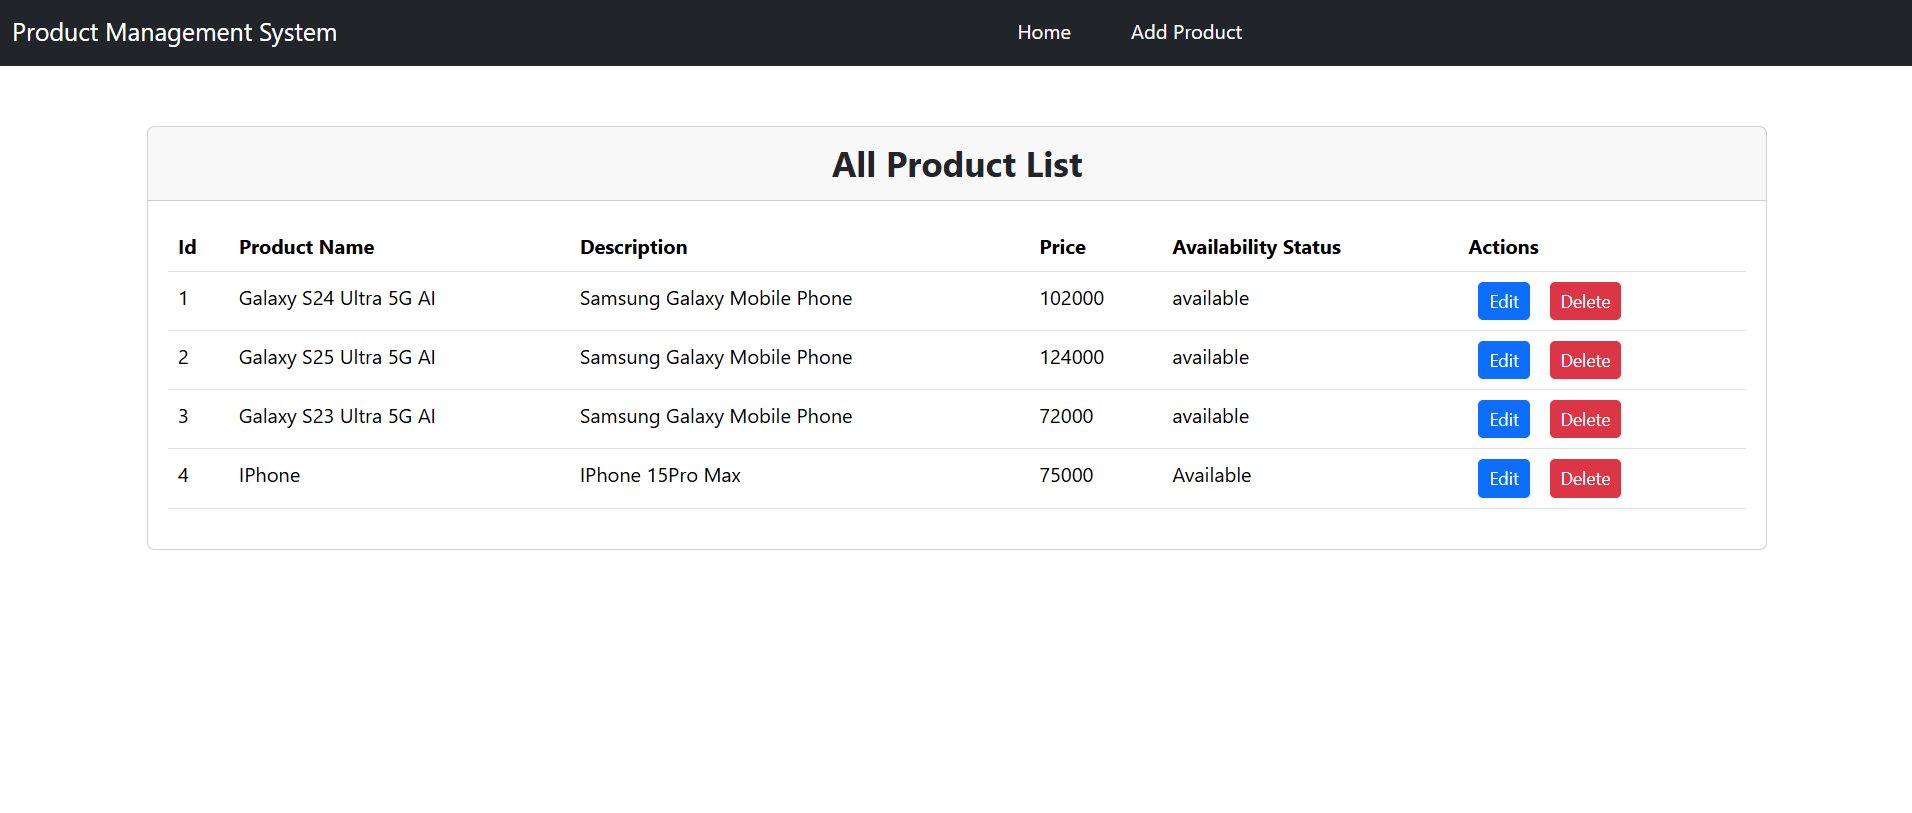 Product Management System Home Add Product
All Product List
Id Product Name Description Price Availability Status Actions
1 Galaxy S24 Ultra 5G AI Samsung Galaxy Mobile Phone 102000 available Edit Delete
2 Galaxy S25 Ultra 5G AI Samsung Galaxy Mobile Phone 124000 available Edit Delete
3 Galaxy S23 Ultra 5G AI Samsung Galaxy Mobile Phone 72000 available Edit Delete
4 IPhone IPhone 15Pro Max 75000 Available Edit Delete